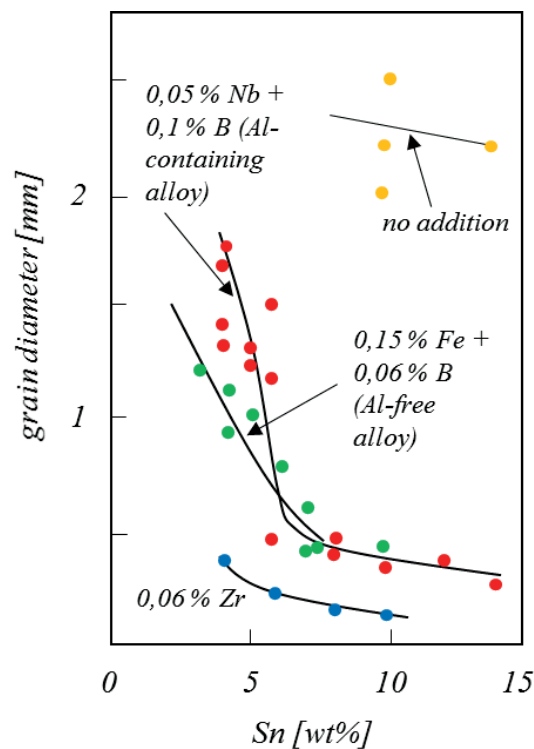 0,05 % Nb +
0,1 % B (Al-
containing
alloy)
no addition
0,15 % Fe +
0,06 % B
(Al-free
alloy)
0,06 % Zr
grain diameter [mm]
2
1
0
5
10
15
Sn [wt%]